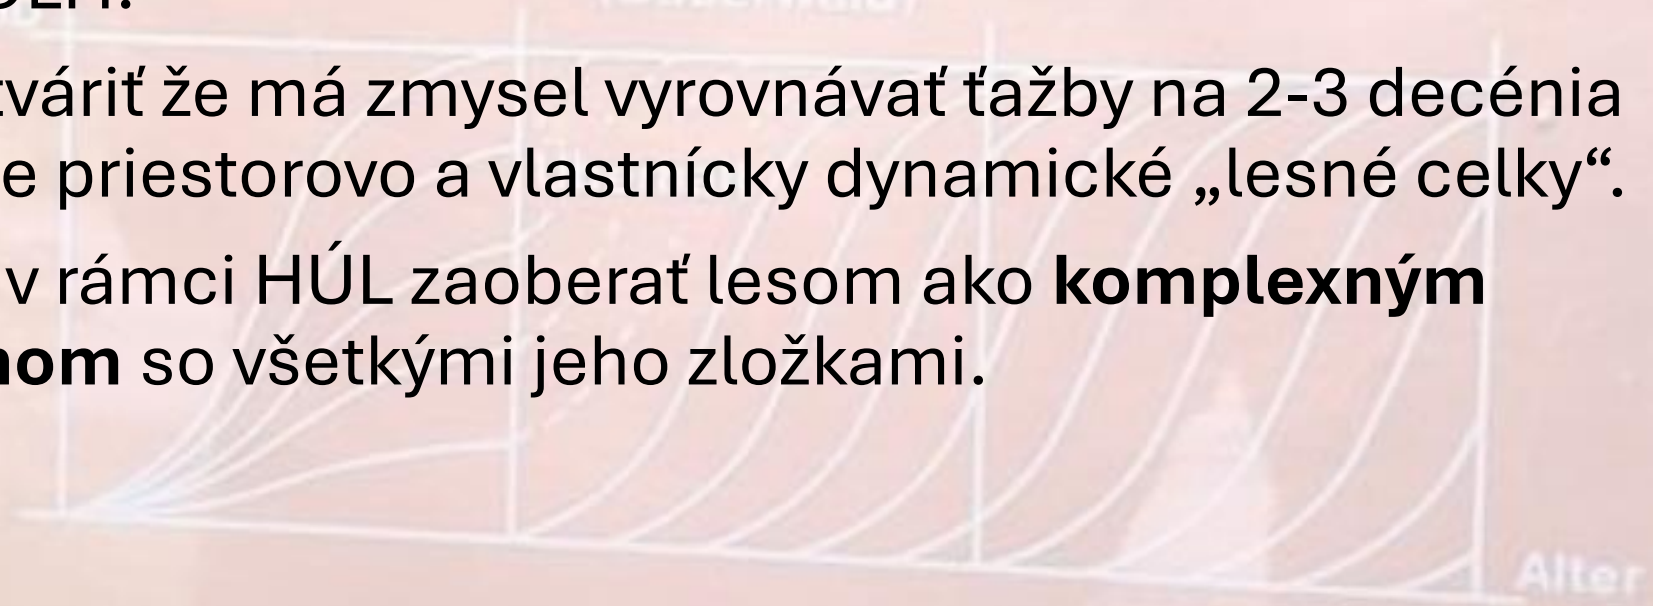 tváriť že má zmysel vyrovnávať ťažby na 2-3 decénia
e priestorovo a vlastnícky dynamické „lesné celky“.
v rámci HÚL zaoberať lesom ako komplexným
nom so všetkými jeho zložkami.
Alter